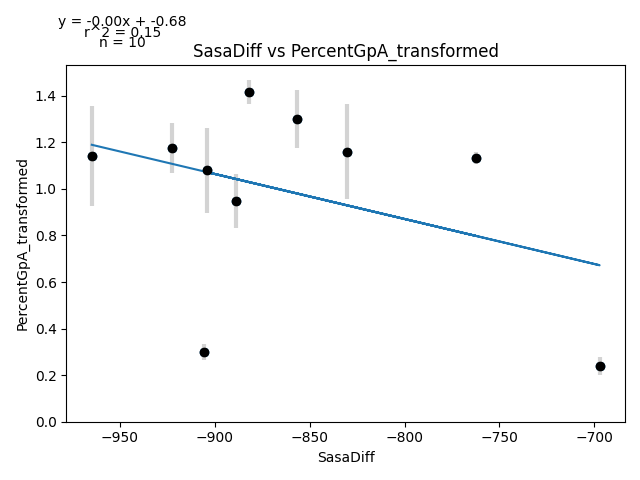 y = -0.00x + -0.68
r^2 = 0.15
n = 10
SasaDiff vs PercentGpA_transformed
PercentGpA_transformed
1.4
1.2
1.0
0.8
0.6
0.4
0.2
0.0
−950
−900
−850
−800
−750
−700
SasaDiff